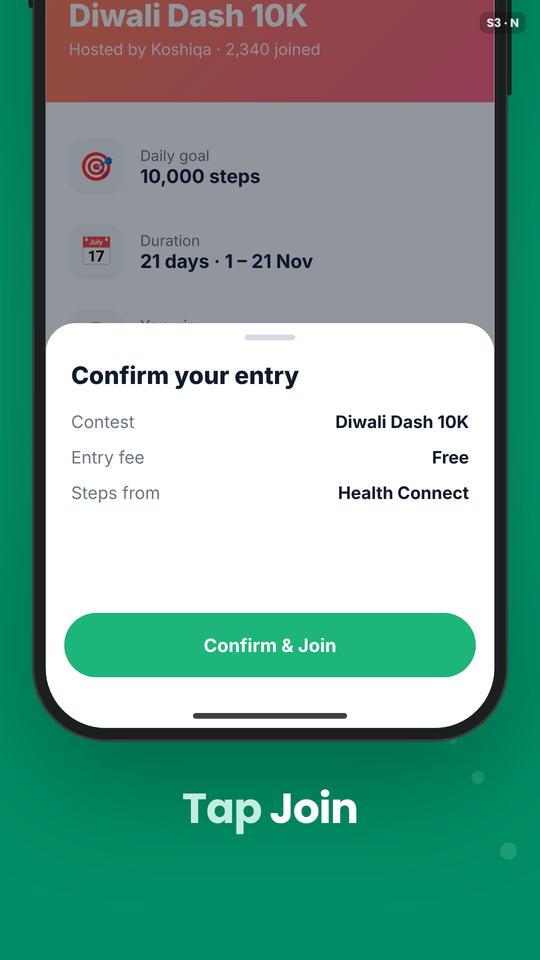 Diwali Dash 10K
S3 · N
Hosted by Koshiqa · 2,340 joined
Daily goal
10,000 steps
July
17
Duration
21 days · 1 – 21 Nov
Confirm your entry
Contest Diwali Dash 10K
Entry fee Free
Steps from Health Connect
Confirm & Join
Tap Join